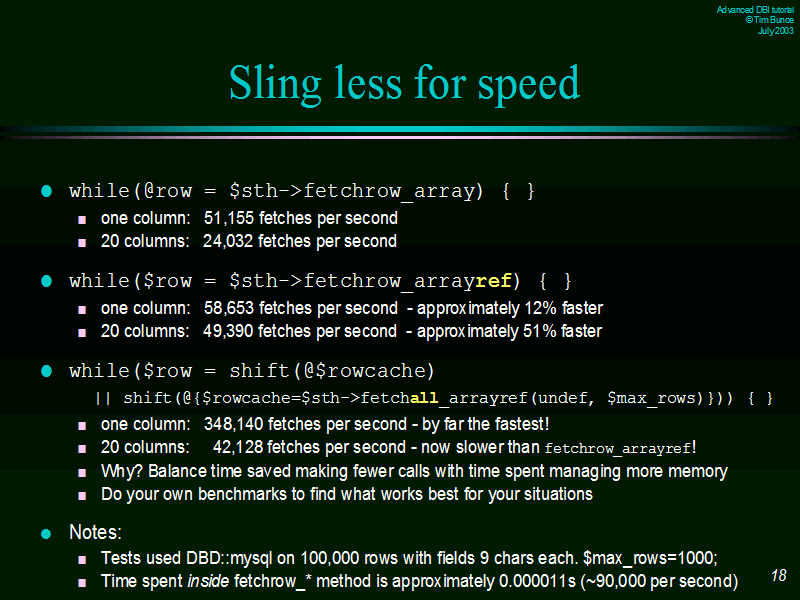 Advanced DBI tutorial
© Tim Bunce
July 2003
Sling less for speed
while(@row = $sth->fetchrow_array) { }
one column: 51,155 fetches per second
20 columns: 24,032 fetches per second
while($row = $sth->fetchrow_arrayref) { }
one column: 58,653 fetches per second - approximately 12% faster
20 columns: 49,390 fetches per second - approximately 51% faster
while($row = shift(@$rowcache)
|| shift(@{$rowcache=$sth->fetchall_arrayref(undef, $max_rows)})) { }
one column: 348,140 fetches per second - by far the fastest!
20 columns: 42,128 fetches per second - now slower than fetchrow_arrayref!
Why? Balance time saved making fewer calls with time spent managing more memory
Do your own benchmarks to find what works best for your situations
Notes:
Tests used DBD::mysql on 100,000 rows with fields 9 chars each. $max_rows=1000;
Time spent inside fetchrow_* method is approximately 0.000011s (~90,000 per second)
18